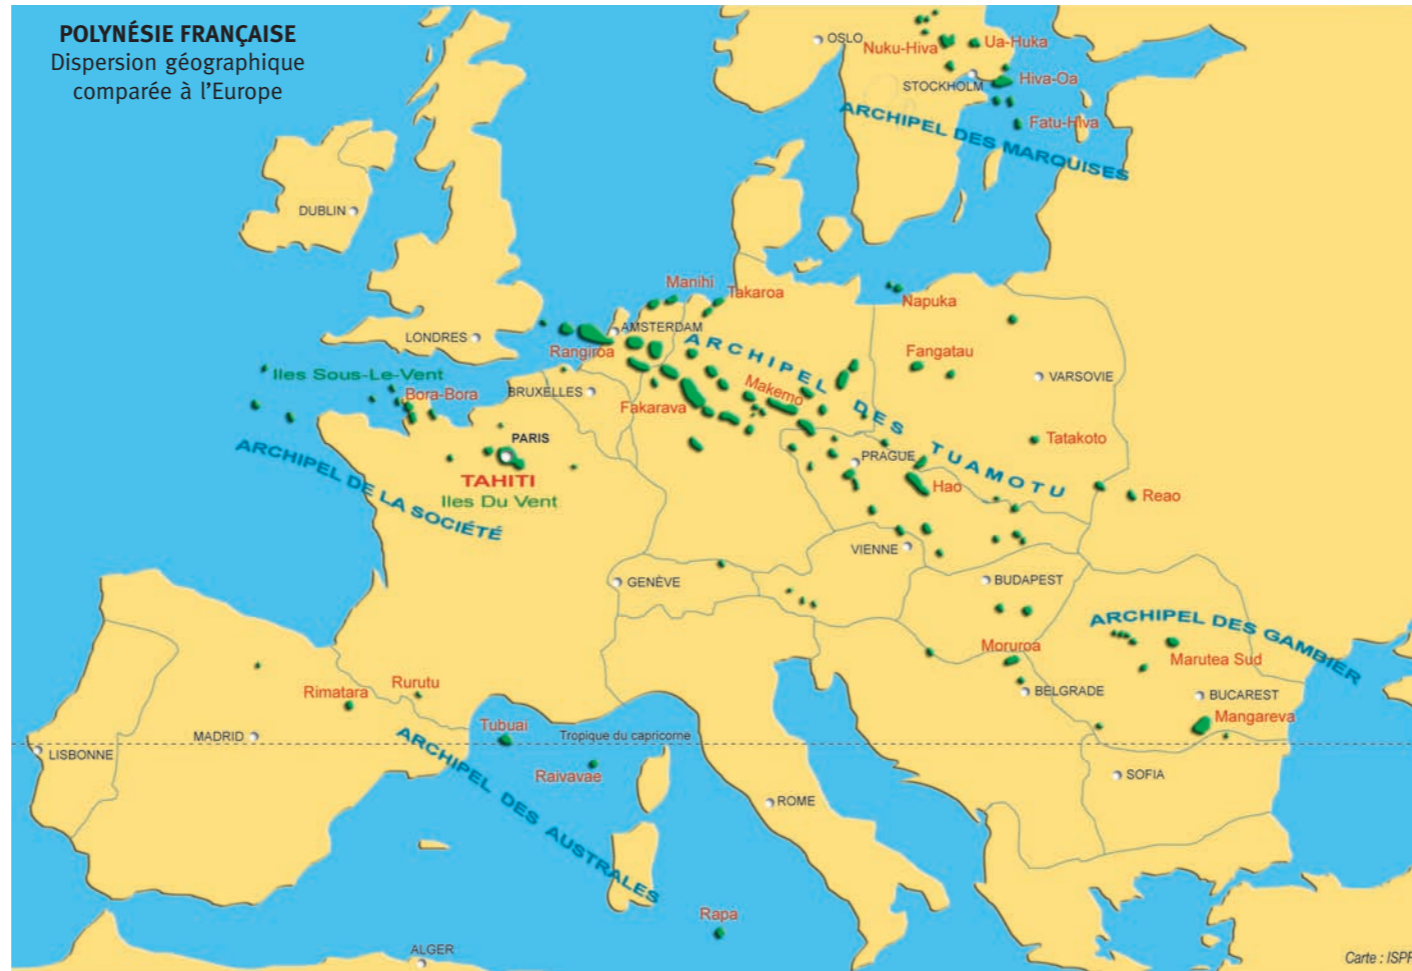 POLYNÉSIE FRANÇAISE
Dispersion géographique
comparée à l'Europe
OSLO
Nuku-Hiva
Ua-Huka
STOCKHOLM
Hiva-Oa
Fatu-Hiva
ARCHIPEL DES MARQUISES
DUBLIN
Manihi
Takaroa
Napuka
LONDRES
AMSTERDAM
Rangiroa
ARCHIPEL DES TUAMOTU
Fangatau
Iles Sous-Le-Vent
Bora-Bora
BRUXELLES
Makemo
VARSOVIE
Fakarava
PARIS
Tatakoto
ARCHIPEL DE LA SOCIÉTÉ
TAHITI
Iles Du Vent
PRAGUE
Hao
Reao
VIENNE
GENÈVE
BUDAPEST
ARCHIPEL DES GAMBIER
Moruroa
Marutea Sud
Rimatara
Rurutu
BELGRADE
BUCAREST
Mangareva
Tubuai
MADRID
Tropique du capricorne
LISBONNE
ARCHIPEL DES AUSTRALES
Raivavae
SOFIA
ROME
Rapa
ALGER
Carte : ISPF